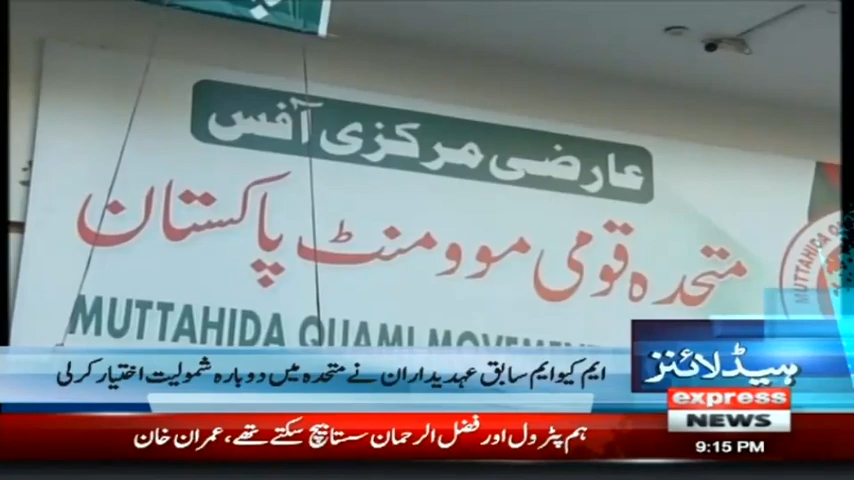 عارضی مرکزی آفس
متحدہ قومی موومنٹ پاکستان
MUTTAHIDA QUAMI MOVEMENT
MUTTAHIDA Q
ہیڈلائنز
ایم کیو ایم سابق عہدیداران نے متحدہ میں دوبارہ شمولیت اختیار کرلی
express
NEWS
ہم پٹرول اور فضل الرحمان سستا بیچ سکتے تھے، عمران خان
9:15 PM